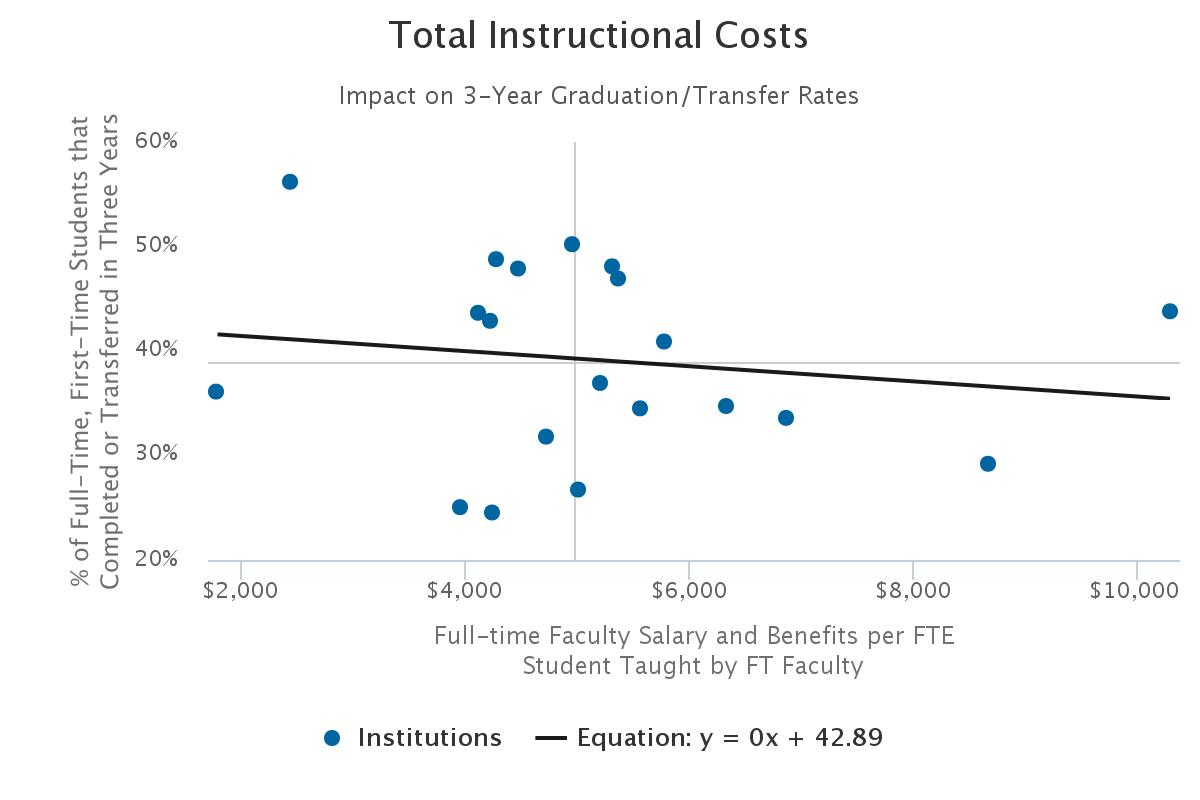 Total Instructional Costs
Impact on 3-Year Graduation/Transfer Rates
% of Full-Time, First-Time Students that
Completed or Transferred in Three Years
60%
50%
40%
30%
20%
$2,000
$4,000
$6,000
$8,000
$10,000
Full-time Faculty Salary and Benefits per FTE
Student Taught by FT Faculty
Institutions
Equation: y = 0x + 42.89